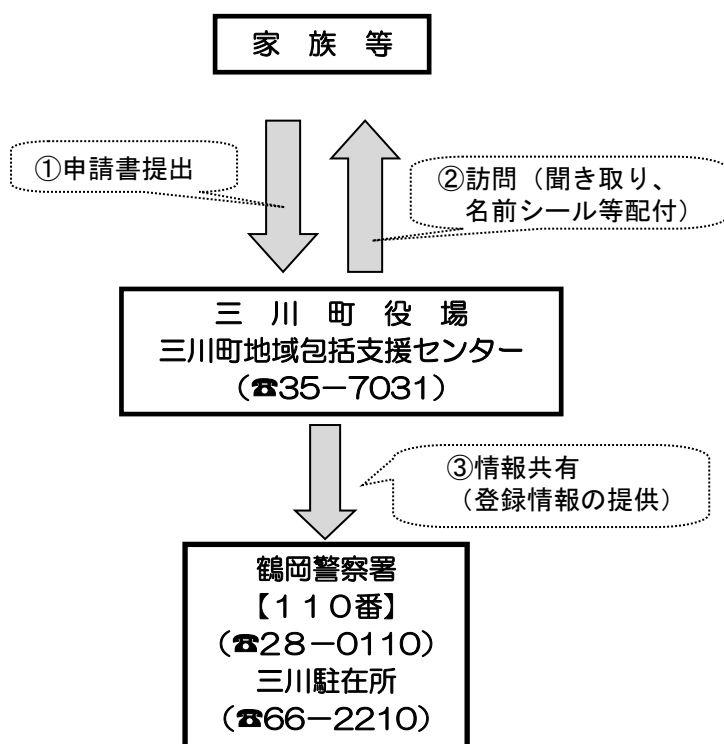 家　族　等
①申請書提出
②訪問（聞き取り、
名前シール等配付）
三　川　町　役　場
三川町地域包括支援センター
（☎35－7031）
③情報共有
（登録情報の提供）
鶴岡警察署
【１１０番】
（☎28－0110）
三川駐在所
（☎66－2210）